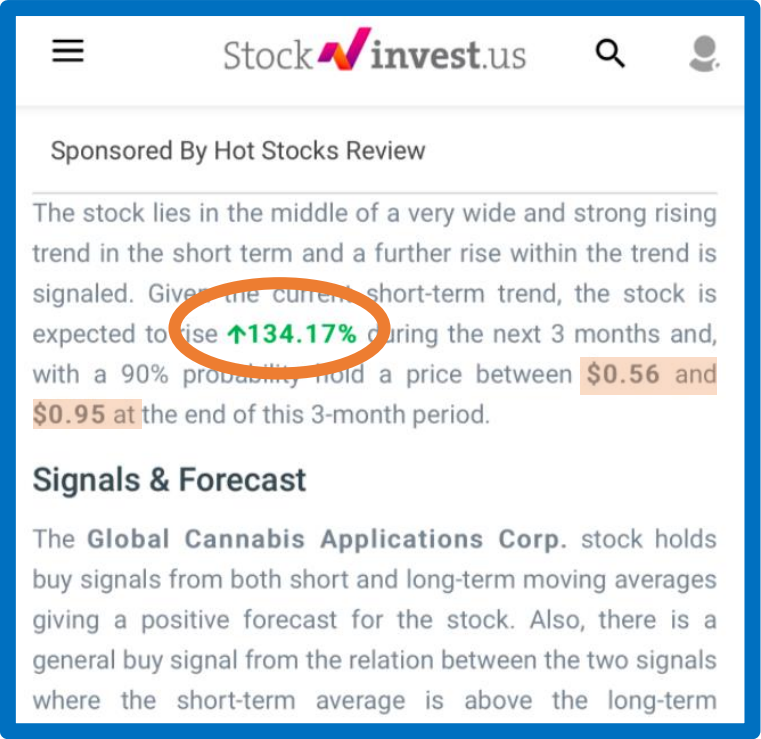 Stock invest.us
Sponsored By Hot Stocks Review
The stock lies in the middle of a very wide and strong rising
trend in the short term and a further rise within the trend is
signaled. Given the current short-term trend, the stock is
expected to rise ↑134.17% during the next 3 months and,
with a 90% probability hold a price between $0.56 and
$0.95 at the end of this 3-month period.
Signals & Forecast
The Global Cannabis Applications Corp. stock holds
buy signals from both short and long-term moving averages
giving a positive forecast for the stock. Also, there is a
general buy signal from the relation between the two signals
where the short-term average is above the long-term